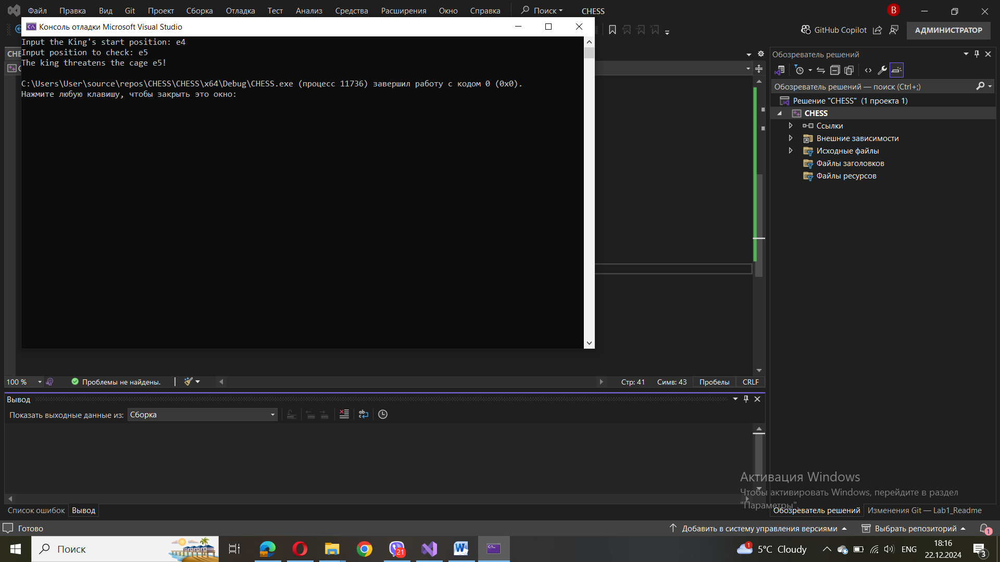 Файл Правка Вид Git Проект Сборка Отладка Тест Анализ Средства Расширения Окно Справка Поиск CHESS B
Консоль отладки Microsoft Visual Studio
GitHub Copilot АДМИНИСТРАТОР
Input the King's start position: e4
Input position to check: e5
The king threatens the cage e5!
C:\Users\User\source\repos\CHESS\CHESS\x64\Debug\CHESS.exe (процесс 11736) завершил работу с кодом 0 (0x0).
Нажмите любую клавишу, чтобы закрыть это окно:
Обозреватель решений
Обозреватель решений — поиск (Ctrl+;)
Решение "CHESS" (1 проекта 1)
CHESS
Ссылки
Внешние зависимости
Исходные файлы
Файлы заголовков
Файлы ресурсов
100 % Проблемы не найдены. Стр: 41 Симв: 43 Пробелы CRLF
Вывод
Показать выходные данные из: Сборка
Активация Windows
Чтобы активировать Windows, перейдите в раздел
"Параметры".
Список ошибок Вывод
Обозреватель решений Изменения Git — Lab1_Readme
Готово Добавить в систему управления версиями Выбрать репозиторий 1
Поиск 21 1 5°C Cloudy ENG 18:16
22.12.2024 3